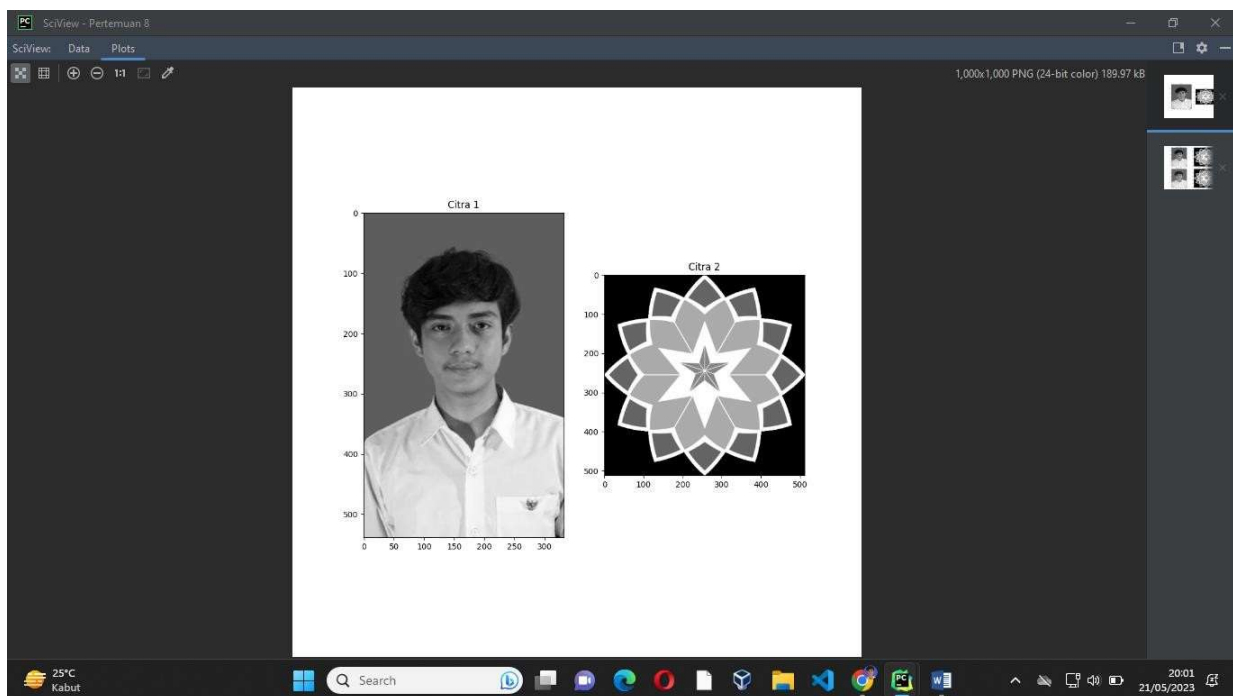 PC SciView - Pertemuan 8
SciView: Data Plots
1:1 1,000x1,000 PNG (24-bit color) 189.97 kB
Citra 1
0
100
200
300
400
500
0 50 100 150 200 250 300
Citra 2
0
100
200
300
400
500
0 100 200 300 400 500
25°C
Kabut
Search
20:01
21/05/2023